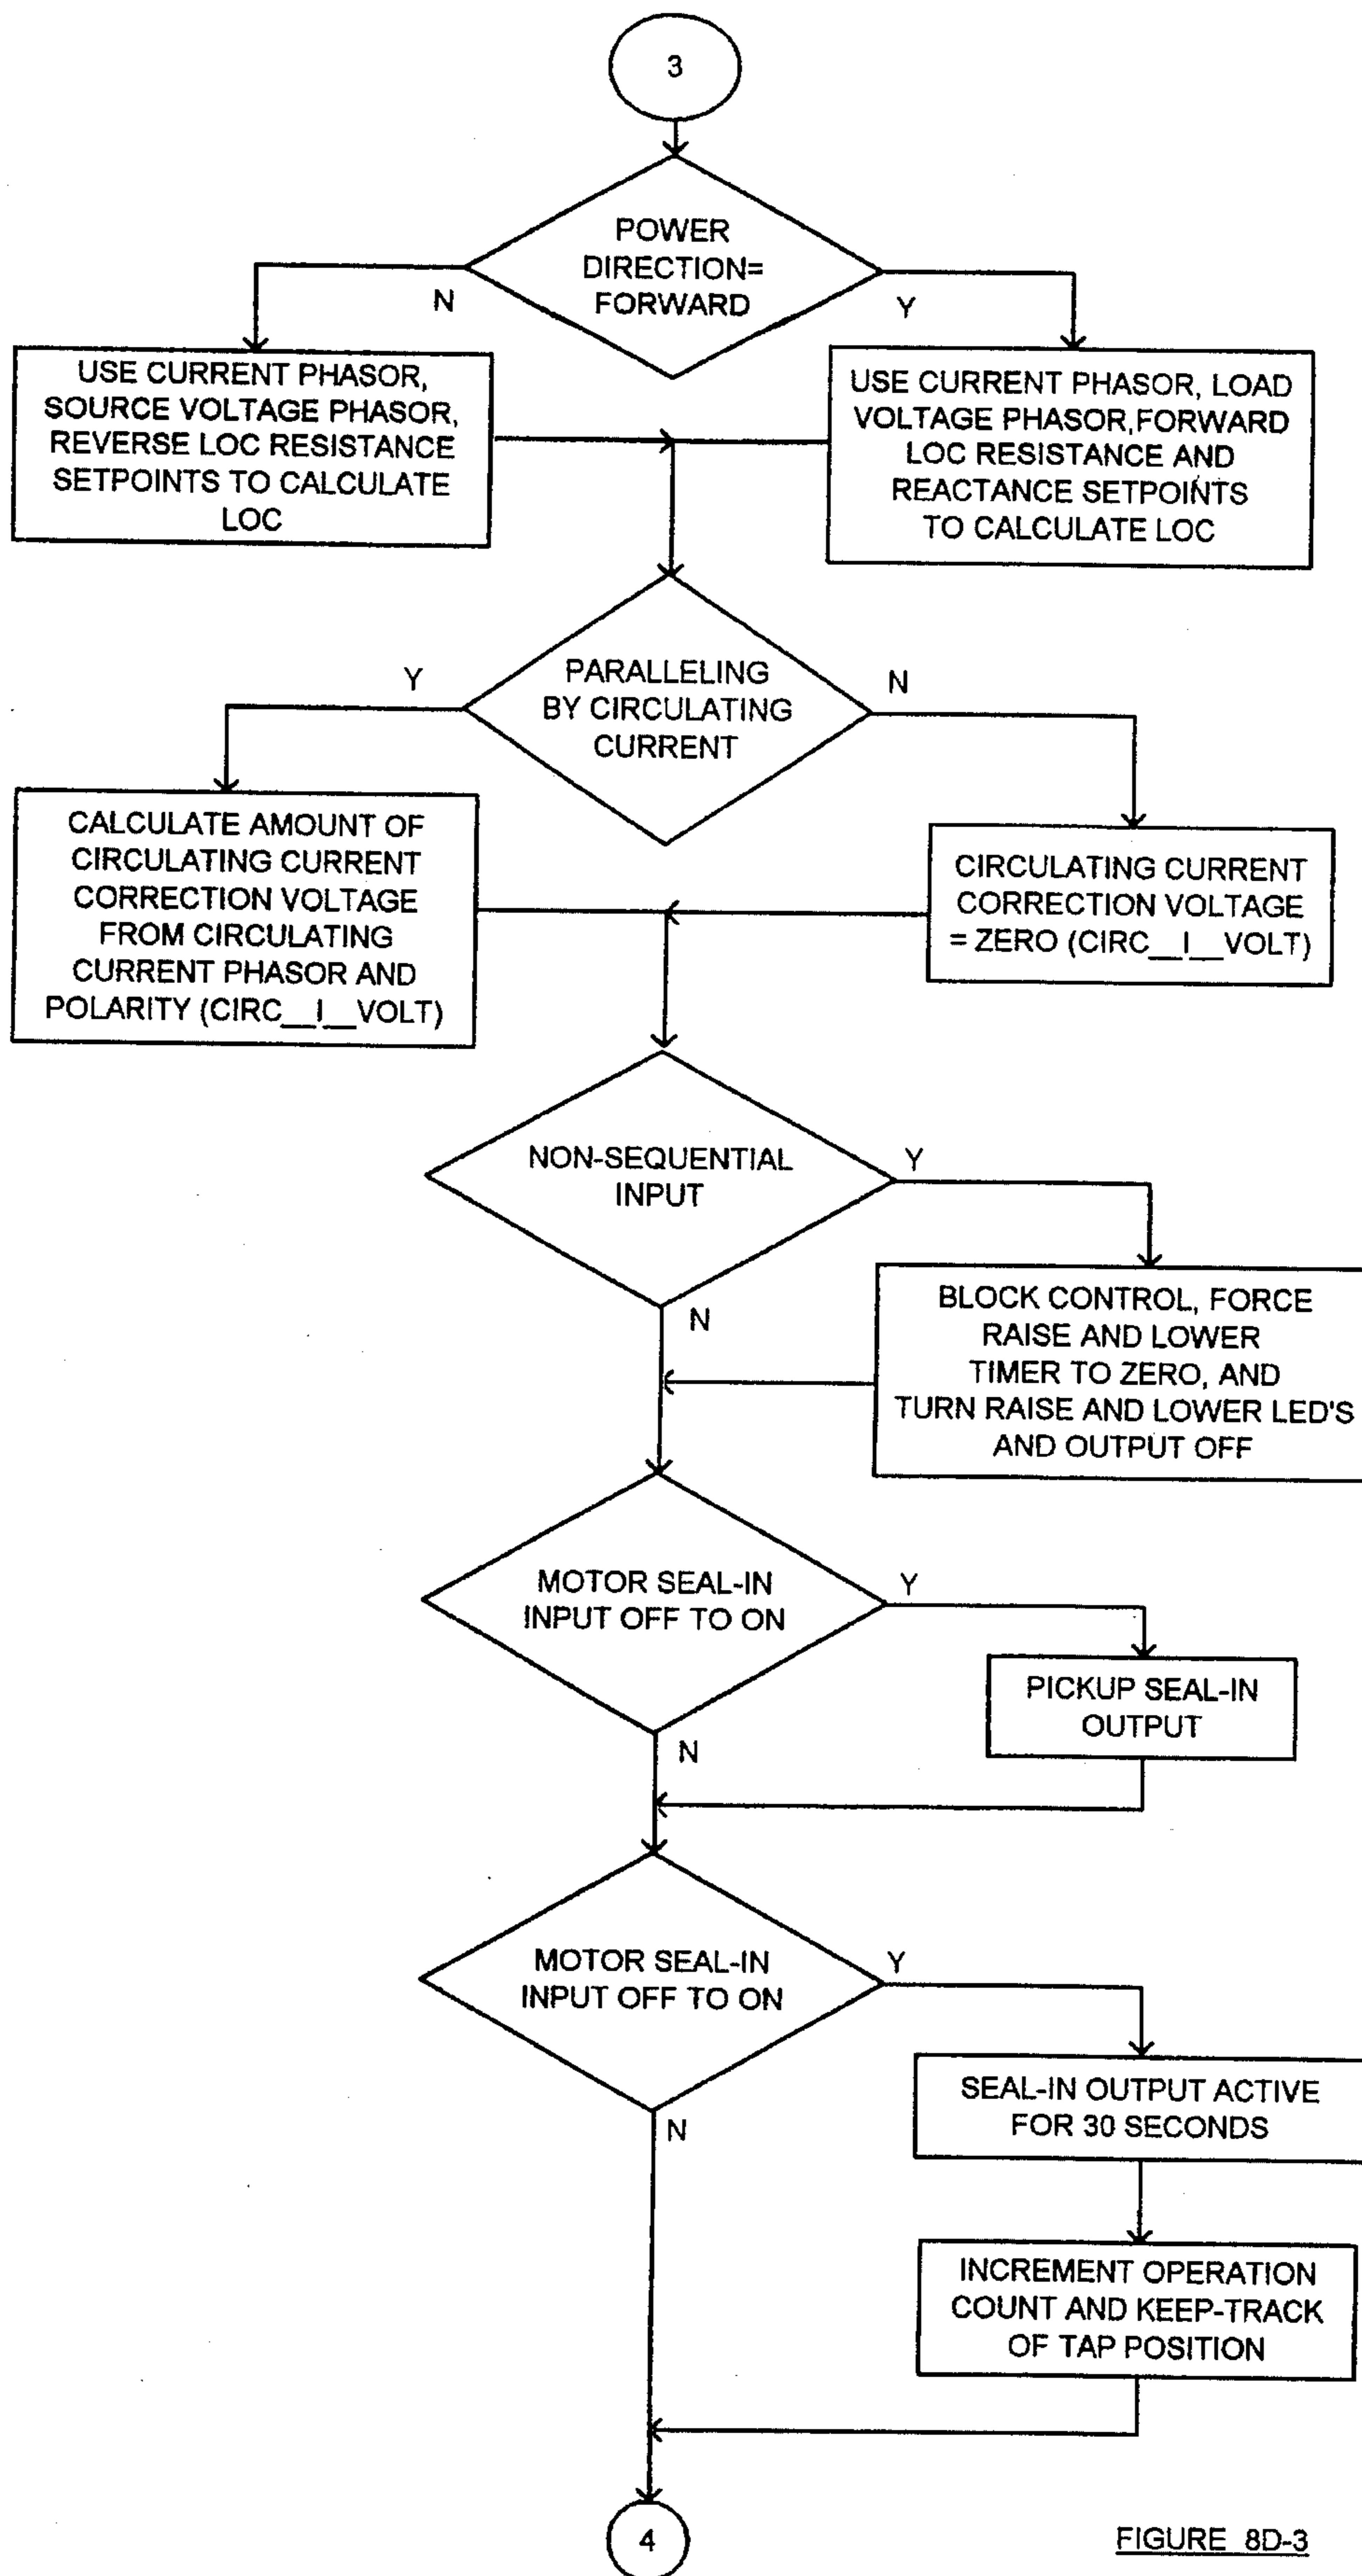 3
POWER
DIRECTION=
FORWARD
N
Y
USE CURRENT PHASOR,
SOURCE VOLTAGE PHASOR,
REVERSE LOC RESISTANCE
SETPOINTS TO CALCULATE
LOC
USE CURRENT PHASOR, LOAD
VOLTAGE PHASOR,FORWARD
LOC RESISTANCE AND
REACTANCE SETPOINTS
TO CALCULATE LOC
PARALLELING
BY CIRCULATING
CURRENT
Y
N
CALCULATE AMOUNT OF
CIRCULATING CURRENT
CORRECTION VOLTAGE
FROM CIRCULATING
CURRENT PHASOR AND
POLARITY (CIRC__I__VOLT)
CIRCULATING CURRENT
CORRECTION VOLTAGE
= ZERO (CIRC__I__VOLT)
NON-SEQUENTIAL
INPUT
Y
N
BLOCK CONTROL, FORCE
RAISE AND LOWER
TIMER TO ZERO, AND
TURN RAISE AND LOWER LED'S
AND OUTPUT OFF
MOTOR SEAL-IN
INPUT OFF TO ON
Y
N
PICKUP SEAL-IN
OUTPUT
MOTOR SEAL-IN
INPUT OFF TO ON
Y
N
SEAL-IN OUTPUT ACTIVE
FOR 30 SECONDS
INCREMENT OPERATION
COUNT AND KEEP-TRACK
OF TAP POSITION
4
FIGURE 8D-3